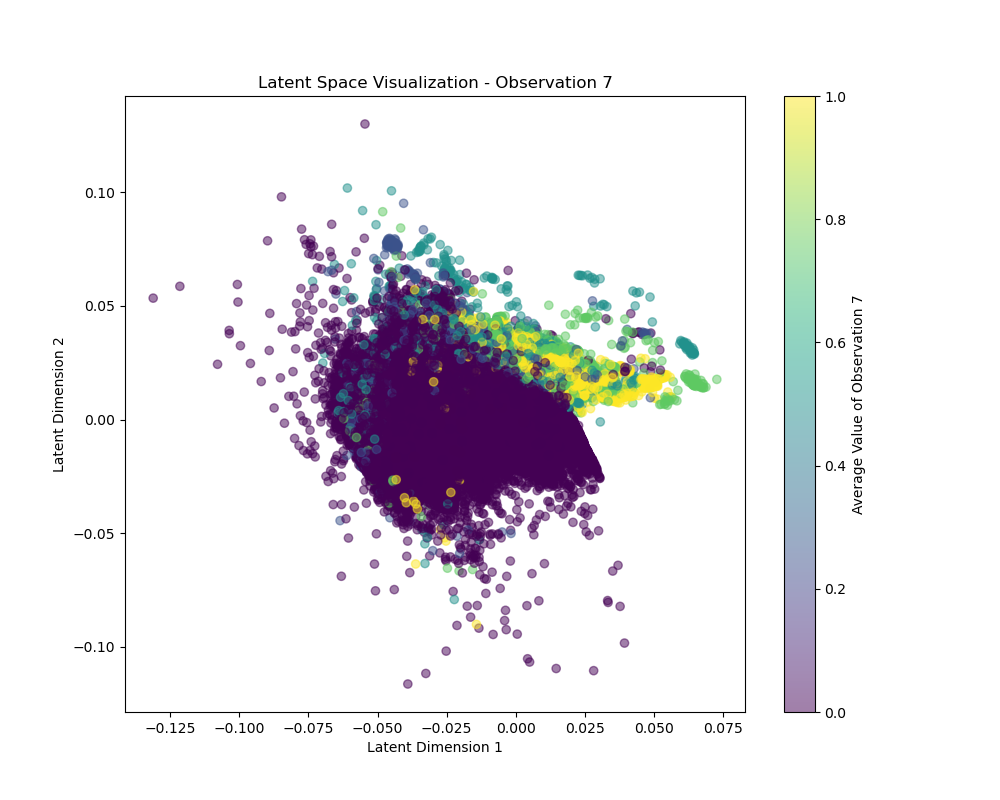 Latent Space Visualization - Observation 7
1.0
0.8
0.6
0.4
0.2
0.0
Average Value of Observation 7
0.10
0.05
0.00
−0.05
−0.10
Latent Dimension 2
−0.125 −0.100 −0.075 −0.050 −0.025 0.000 0.025 0.050 0.075
Latent Dimension 1